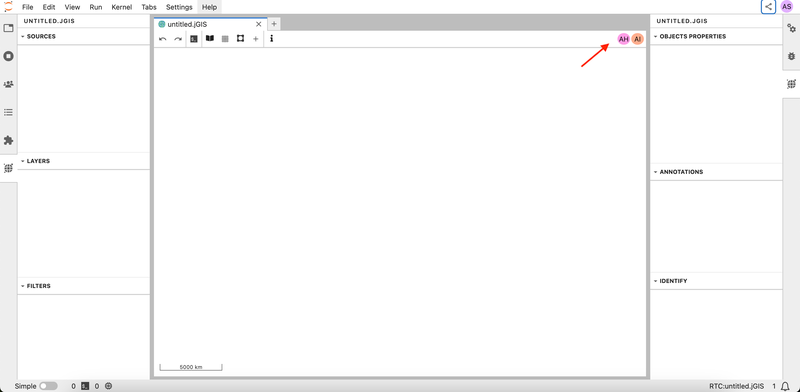 File Edit View Run Kernel Tabs Settings Help
AS
UNTITLED.JGIS
SOURCES
LAYERS
FILTERS
untitled.jGIS
AH AI
5000 km
UNTITLED.JGIS
OBJECTS PROPERTIES
ANNOTATIONS
IDENTIFY
Simple 0 0 RTC:untitled.jGIS 1